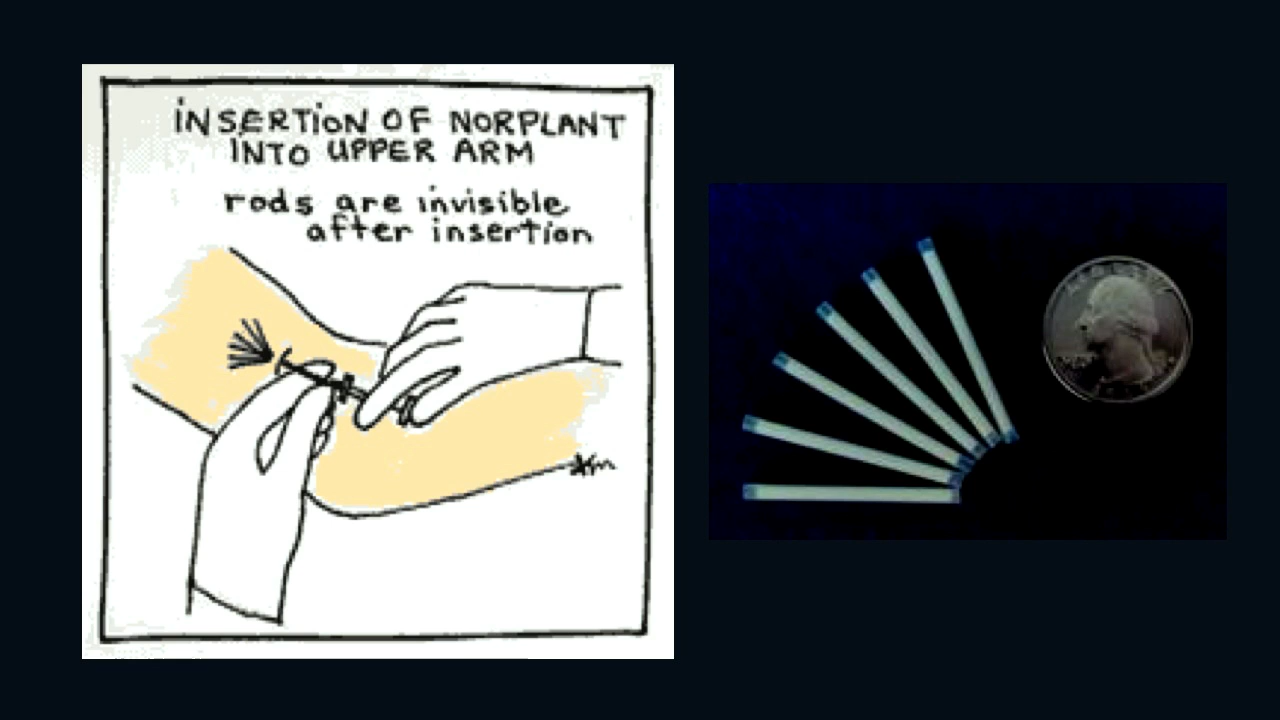 iNSERTiON OF NORPLANT
iNTO UPPER ARM
rods are invisible
after insertion